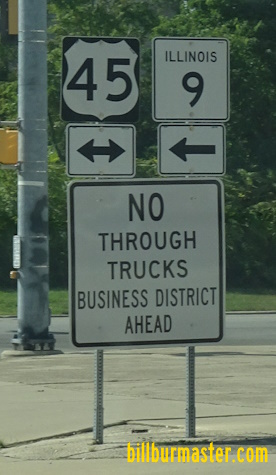 45
ILLINOIS
9
NO
THROUGH
TRUCKS
BUSINESS DISTRICT
AHEAD
billburmaster.com